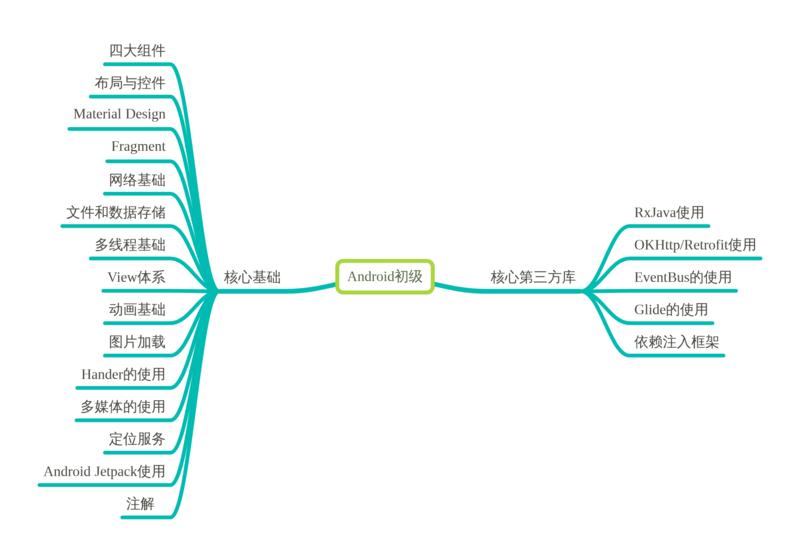 四大组件
布局与控件
Material Design
Fragment
网络基础
文件和数据存储
多线程基础
View体系
动画基础
图片加载
Hander的使用
多媒体的使用
定位服务
Android Jetpack使用
注解
核心基础
Android初级
核心第三方库
RxJava使用
OKHttp/Retrofit使用
EventBus的使用
Glide的使用
依赖注入框架